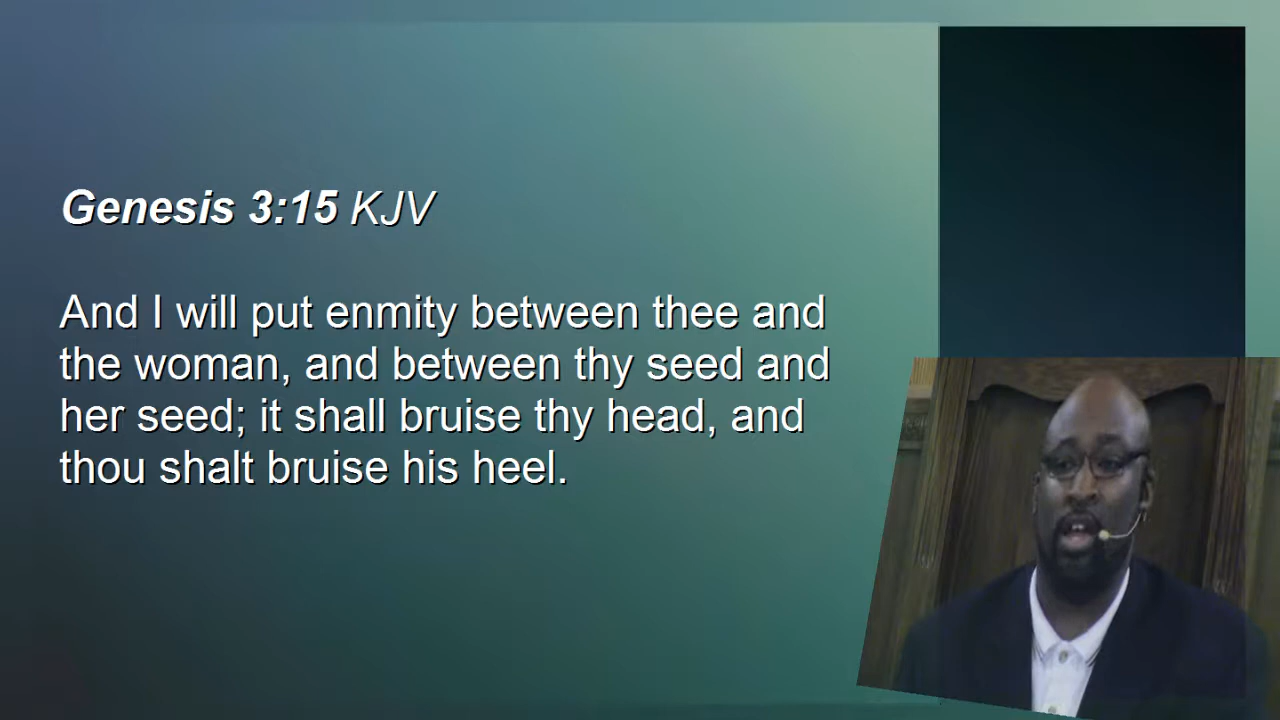 Genesis 3:15 KJV
And I will put enmity between thee and
the woman, and between thy seed and
her seed; it shall bruise thy head, and
thou shalt bruise his heel.